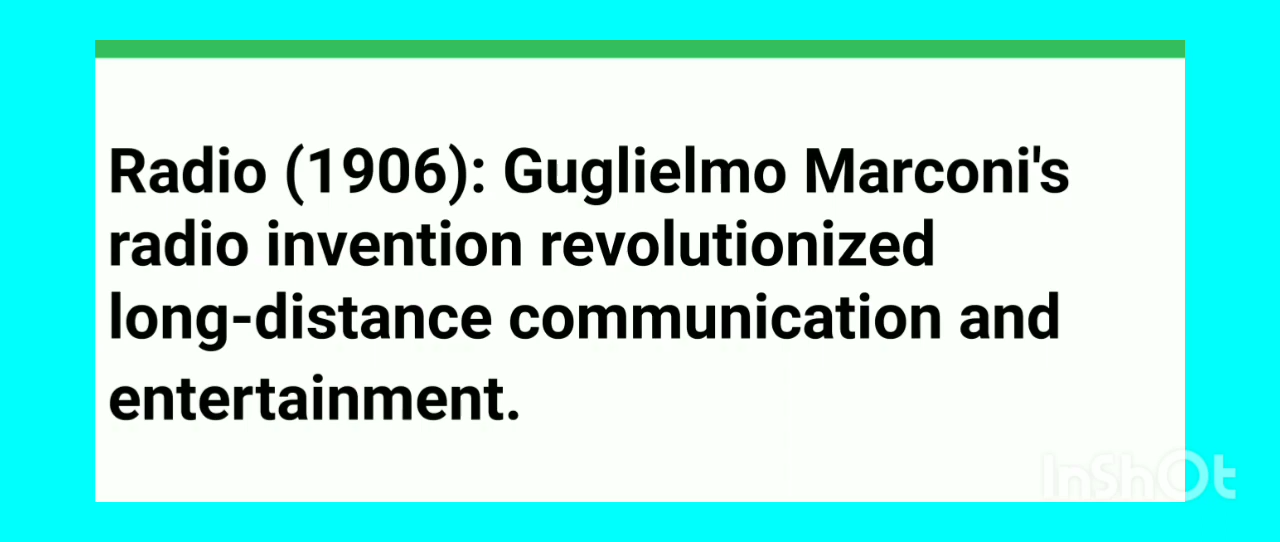 Radio (1906): Guglielmo Marconi's
radio invention revolutionized
long-distance communication and
entertainment.
InShOt